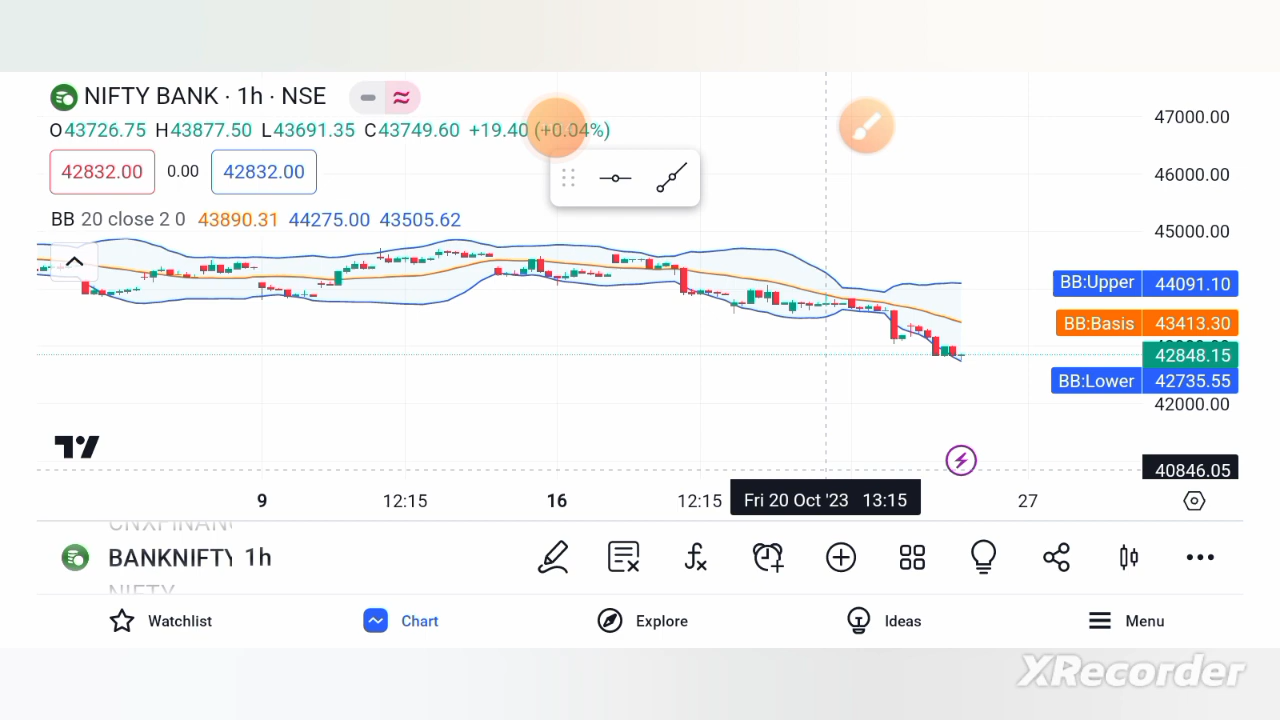 NIFTY BANK · 1h · NSE
O43726.75 H43877.50 L43691.35 C43749.60 +19.40 (+0.04%)
42832.00 0.00 42832.00
BB 20 close 2 0 43890.31 44275.00 43505.62
47000.00
46000.00
45000.00
BB:Upper 44091.10
BB:Basis 43413.30
42848.15
BB:Lower 42735.55
42000.00
40846.05
9 12:15 16 12:15 Fri 20 Oct '23 13:15 27
CNXFINAN
BANKNIFTY 1h
NIFTY
Watchlist Chart Explore Ideas Menu
XRecorder